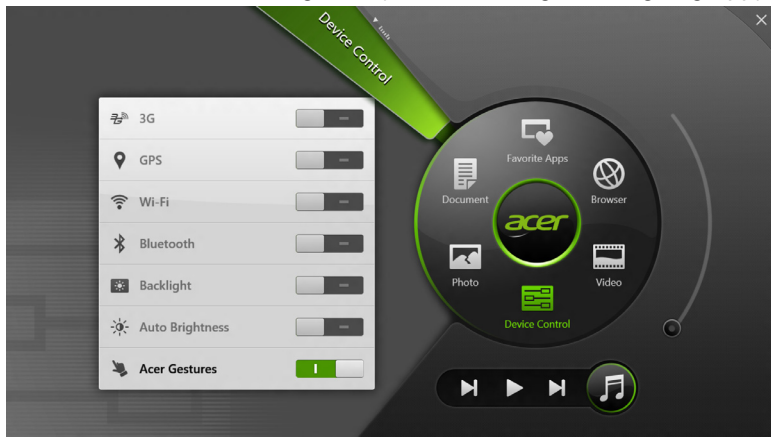 Device Control
Tools
3G
GPS
Wi-Fi
Bluetooth
Backlight
Auto Brightness
Acer Gestures
Favorite Apps
Document
Browser
acer
Photo
Video
Device Control